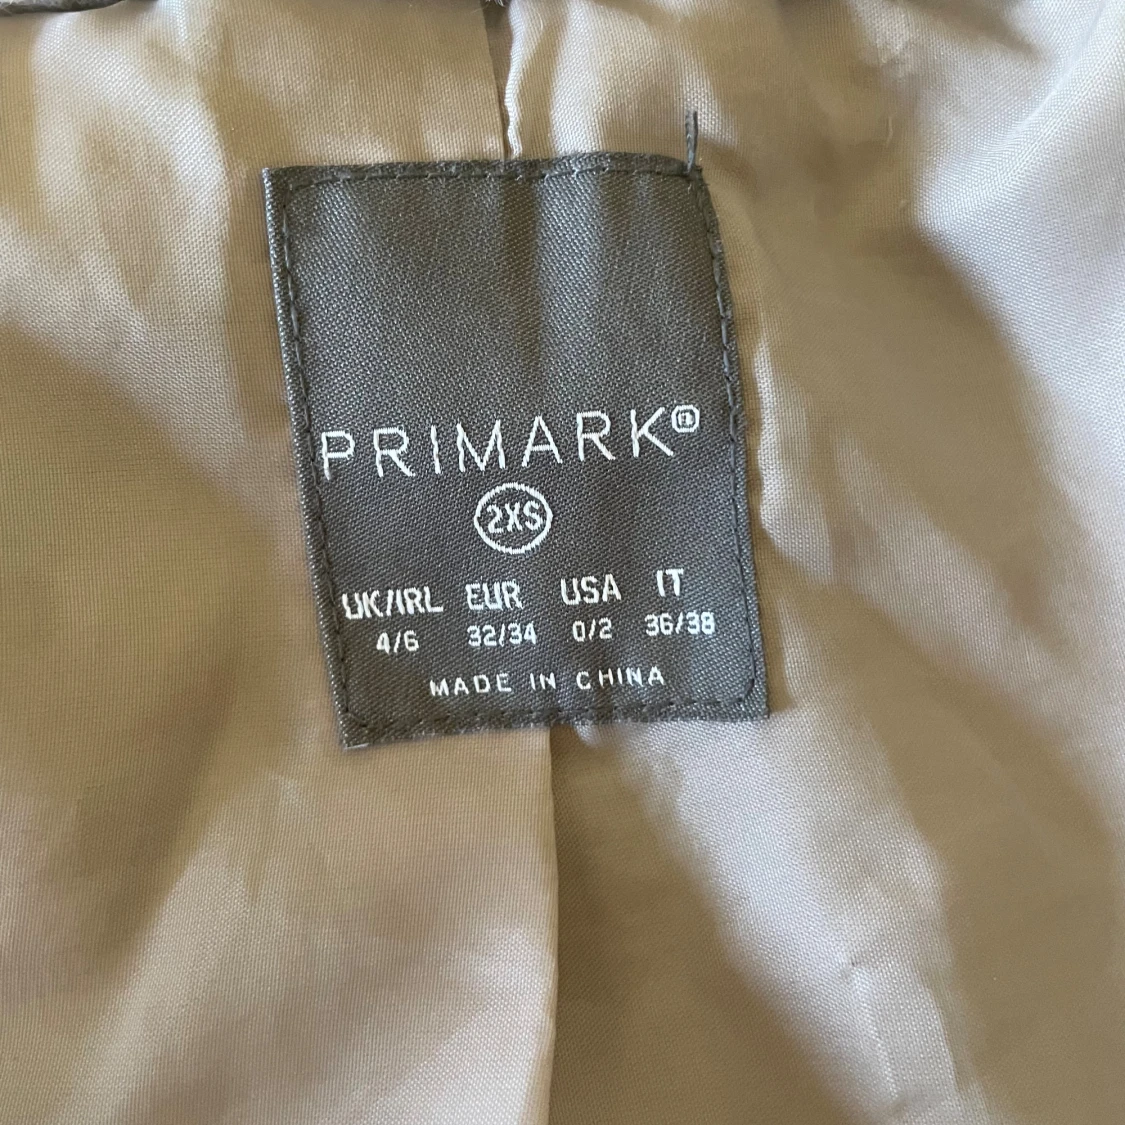 PRIMARK®
2XS
UK/IRL EUR USA IT
4/6 32/34 0/2 36/38
MADE IN CHINA